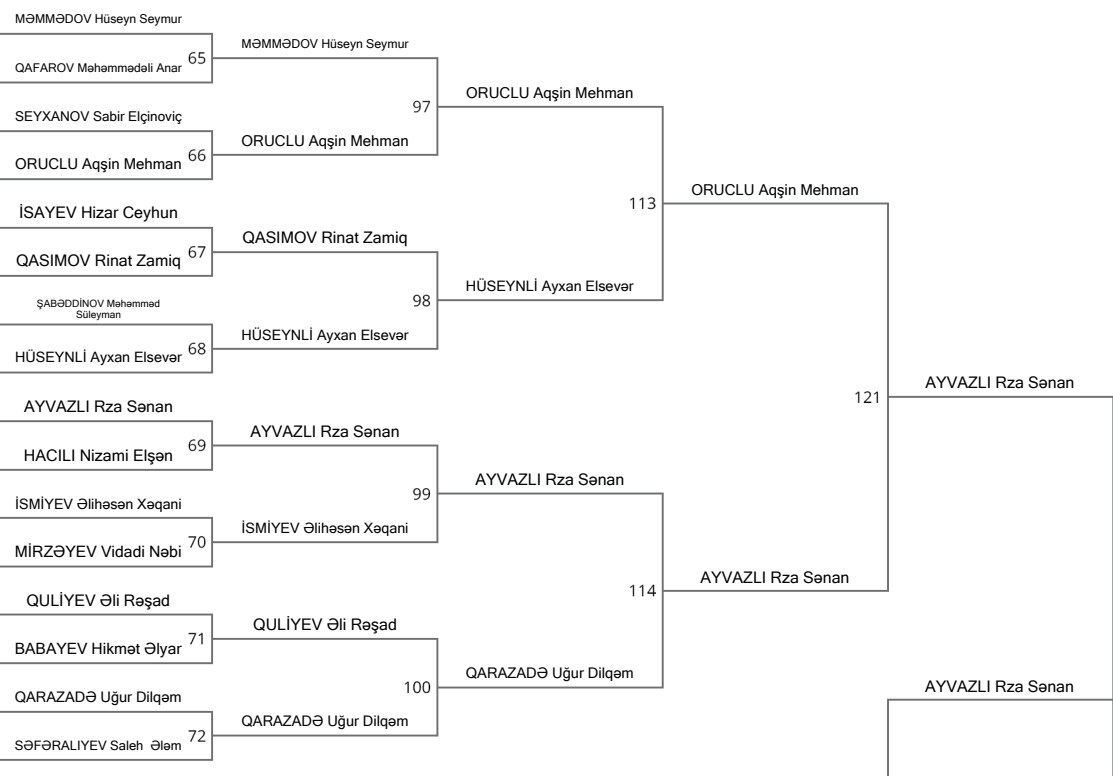 MƏMMƏDOV Hüseyn Seymur
65
QAFAROV Məhəmmədəli Anar
SEYXANOV Sabir Elçinoviç
66
ORUCLU Aqşin Mehman
İSAYEV Hizar Ceyhun
67
QASIMOV Rinat Zamiq
ŞABƏDDİNOV Məhəmməd
Süleyman
68
HÜSEYNLİ Ayxan Elsevər
AYVAZLI Rza Sənan
69
HACILI Nizami Elşən
İSMİYEV Əlihəsən Xəqani
70
MİRZƏYEV Vidadi Nəbi
QULİYEV Əli Rəşad
71
BABAYEV Hikmət Əlyar
QARAZADƏ Uğur Dilqəm
72
SƏFƏRALIYEV Saleh Ələm
MƏMMƏDOV Hüseyn Seymur
97
ORUCLU Aqşin Mehman
QASIMOV Rinat Zamiq
98
HÜSEYNLİ Ayxan Elsevər
AYVAZLI Rza Sənan
99
İSMİYEV Əlihəsən Xəqani
QULİYEV Əli Rəşad
100
QARAZADƏ Uğur Dilqəm
ORUCLU Aqşin Mehman
113
HÜSEYNLİ Ayxan Elsevər
AYVAZLI Rza Sənan
114
QARAZADƏ Uğur Dilqəm
ORUCLU Aqşin Mehman
121
AYVAZLI Rza Sənan
AYVAZLI Rza Sənan
AYVAZLI Rza Sənan